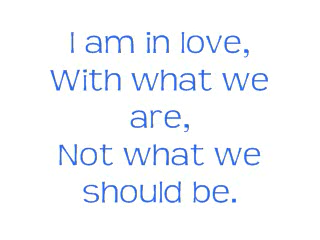 I am in love,
With what we
are,
Not what we
should be.